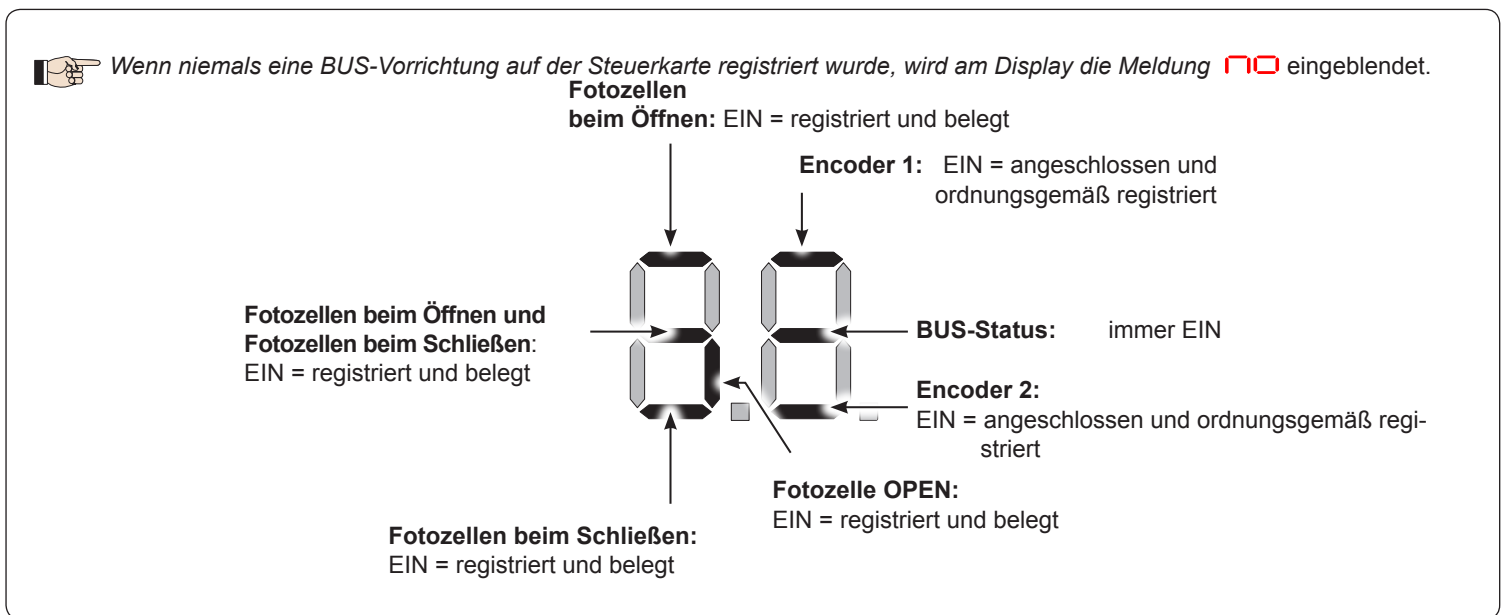 Wenn niemals eine BUS-Vorrichtung auf der Steuerkarte registriert wurde, wird am Display die Meldung no eingeblendet.
Fotozellen
beim Öffnen: EIN = registriert und belegt
Encoder 1: EIN = angeschlossen und
ordnungsgemäß registriert
Fotozellen beim Öffnen und
Fotozellen beim Schließen:
EIN = registriert und belegt
BUS-Status: immer EIN
Encoder 2:
EIN = angeschlossen und ordnungsgemäß regi-
striert
Fotozelle OPEN:
EIN = registriert und belegt
Fotozellen beim Schließen:
EIN = registriert und belegt